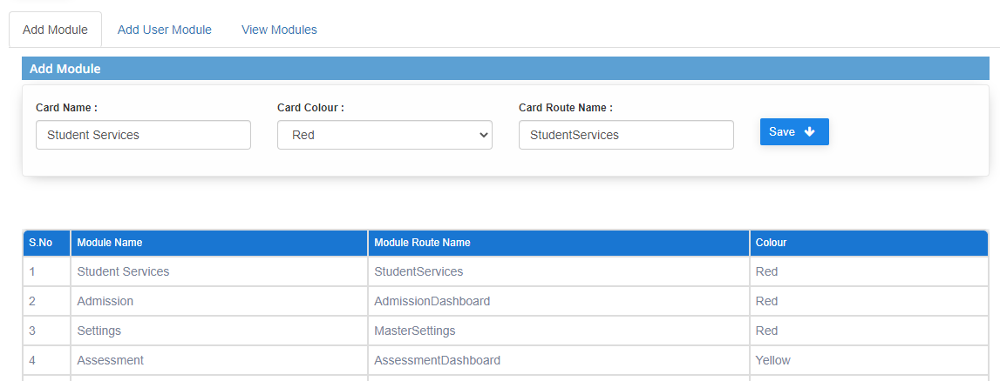 Add Module Add User Module View Modules
Add Module
Card Name : Card Colour : Card Route Name :
Student Services Red StudentServices Save
S.No Module Name Module Route Name Colour
1 Student Services StudentServices Red
2 Admission AdmissionDashboard Red
3 Settings MasterSettings Red
4 Assessment AssessmentDashboard Yellow